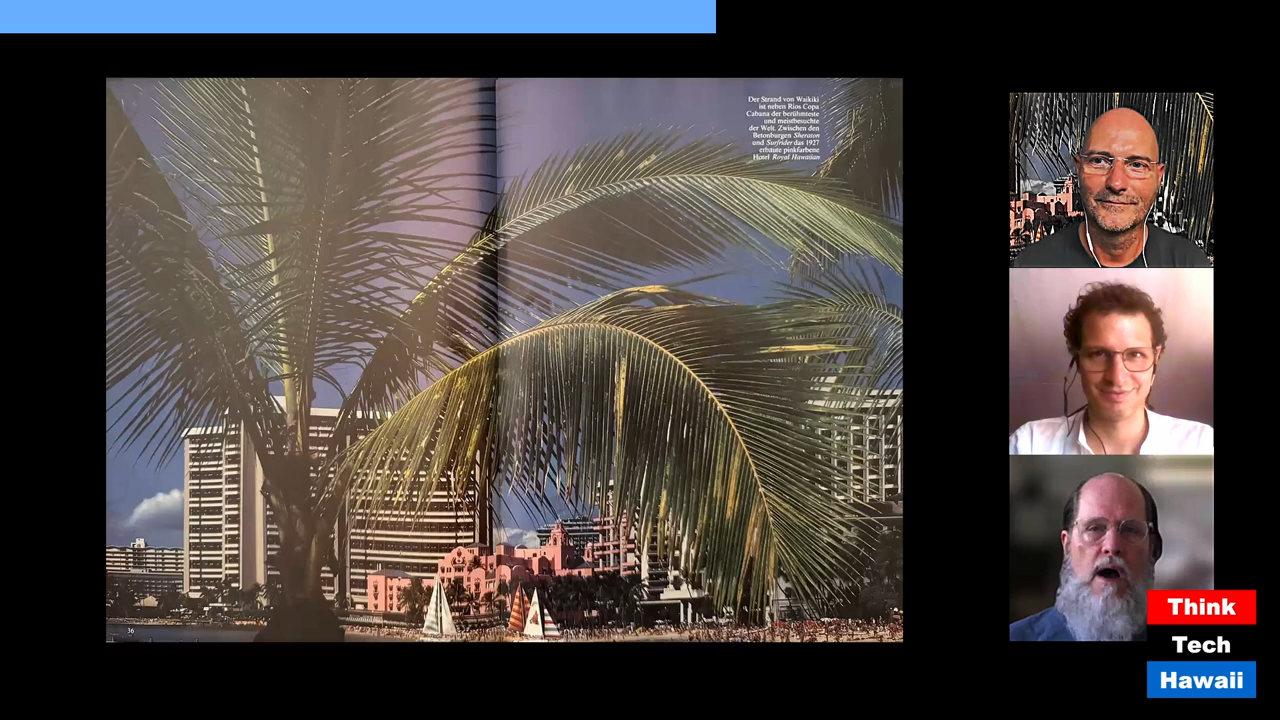 Der Strand von Waikiki
ist neben Rios Copa
Cabana der berühmteste
und meistbesuchte
der Welt. Zwischen den
Betonburgen Sheraton
und Surfrider das 1927
erbaute pinkfarbene
Hotel Royal Hawaiian
36
Think
Tech
Hawaii